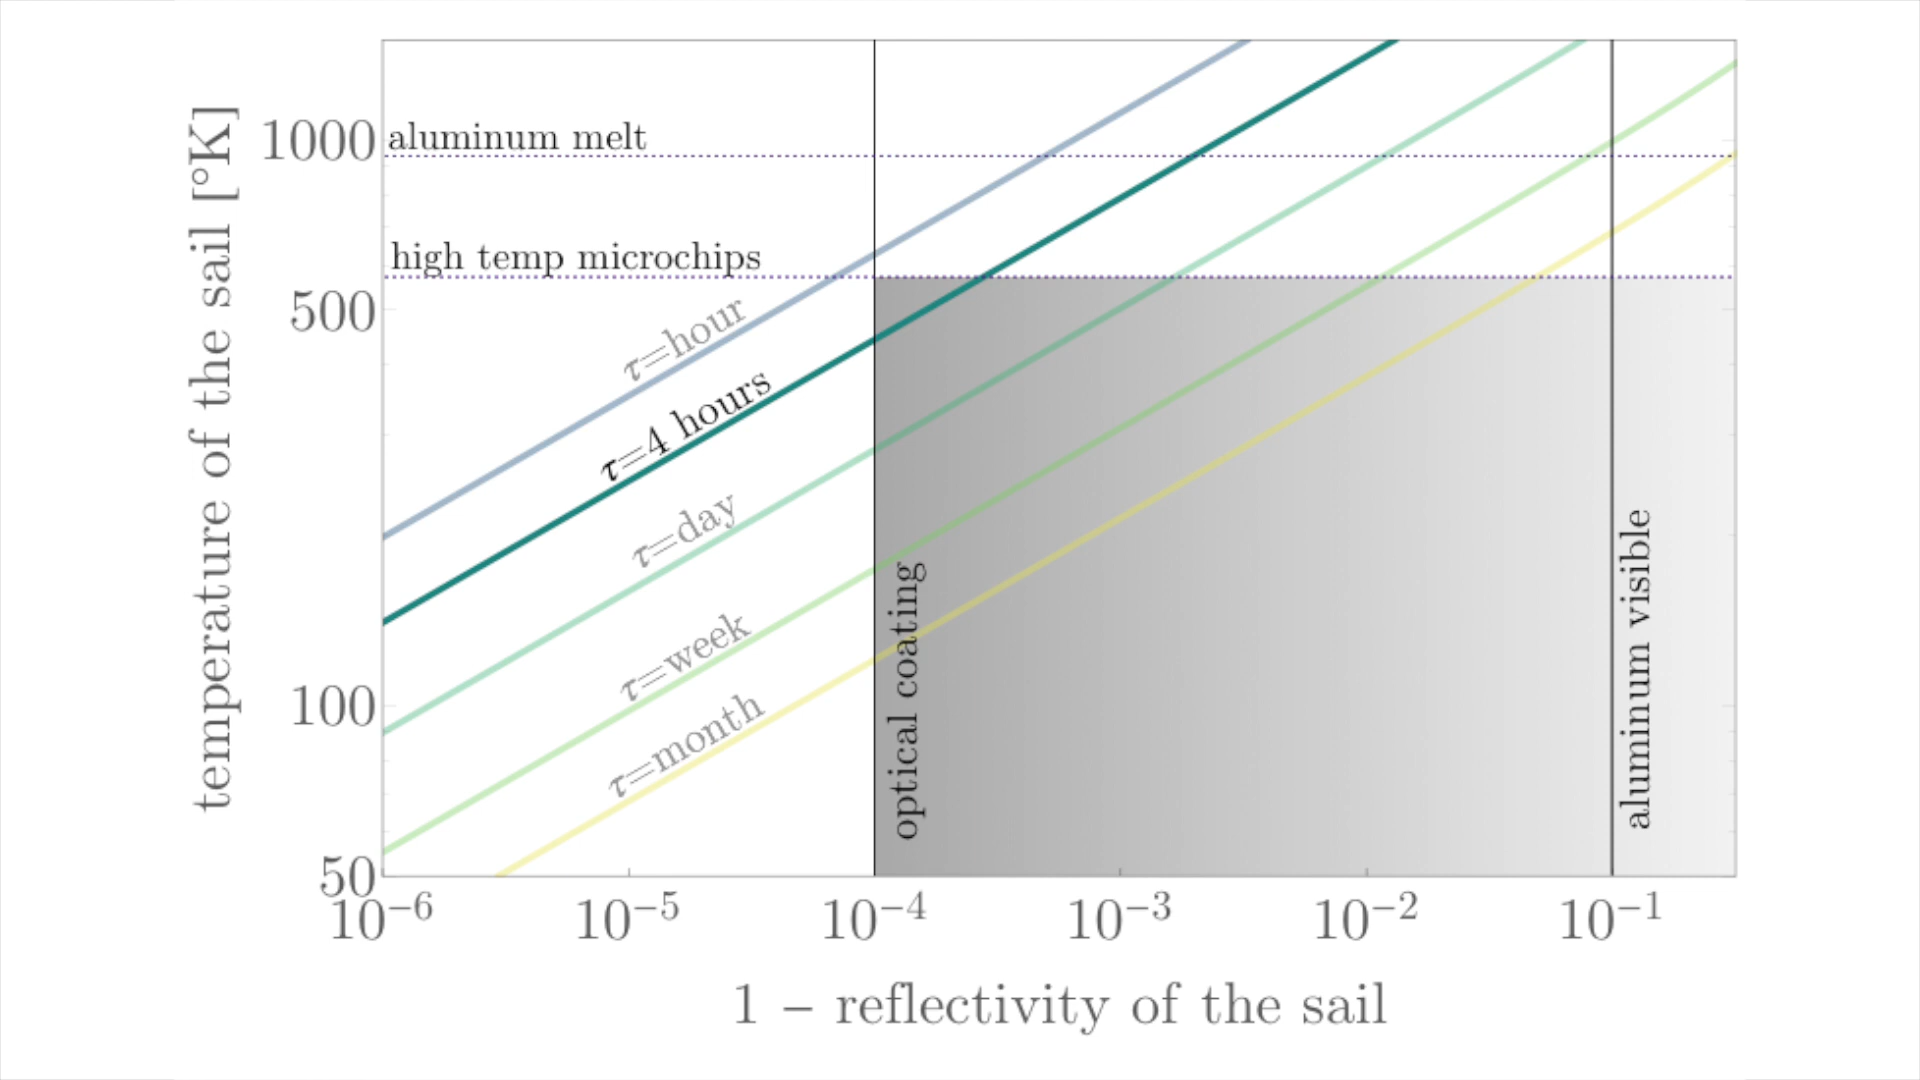 temperature of the sail [°K]
1000
500
100
50
aluminum melt
high temp microchips
τ=hour
τ=4 hours
τ=day
τ=week
τ=month
optical coating
aluminum visible
10⁻⁶
10⁻⁵
10⁻⁴
10⁻³
10⁻²
10⁻¹
1 – reflectivity of the sail